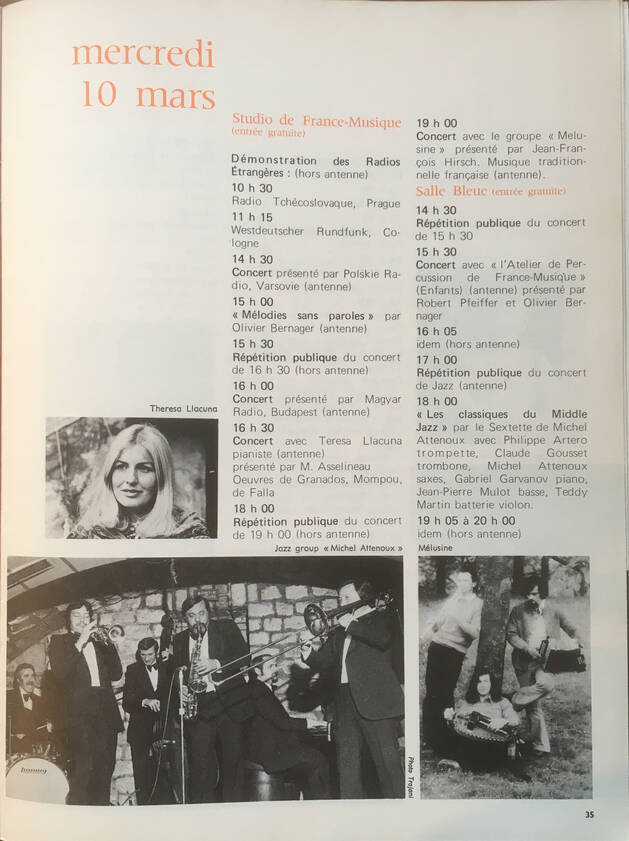 mercredi
10 mars
Studio de France-Musique
(entrée gratuite)
Démonstration des Radios
Étrangères : (hors antenne)
10 h 30
Radio Tchécoslovaque, Prague
11 h 15
Westdeutscher Rundfunk, Co-
logne
14 h 30
Concert présenté par Polskie Ra-
dio, Varsovie (antenne)
15 h 00
« Mélodies sans paroles » par
Olivier Bernager (antenne)
15 h 30
Répétition publique du concert
de 16 h 30 (hors antenne)
16 h 00
Concert présenté par Magyar
Radio, Budapest (antenne)
16 h 30
Concert avec Teresa Llacuna
pianiste (antenne)
présenté par M. Asselineau
Oeuvres de Granados, Mompou,
de Falla
18 h 00
Répétition publique du concert
de 19 h 00 (hors antenne)
19 h 00
Concert avec le groupe « Melu-
sine » présenté par Jean-Fran-
çois Hirsch. Musique tradition-
nelle française (antenne).
Salle Bleue (entrée gratuite)
14 h 30
Répétition publique du concert
de 15 h 30
15 h 30
Concert avec « l'Atelier de Per-
cussion de France-Musique »
(Enfants) (antenne) présenté par
Robert Pfeiffer et Olivier Ber-
nager
16 h 05
idem (hors antenne)
17 h 00
Répétition publique du concert
de Jazz (antenne)
18 h 00
« Les classiques du Middle
Jazz » par le Sextette de Michel
Attenoux avec Philippe Artero
trompette, Claude Gousset
trombone, Michel Attenoux
saxes, Gabriel Garvanov piano,
Jean-Pierre Mulot basse, Teddy
Martin batterie violon.
19 h 05 à 20 h 00
idem (hors antenne)
Theresa Llacuna
Jazz group « Michel Attenoux »
Mélusine
Ludwig
Photo Trajani
35